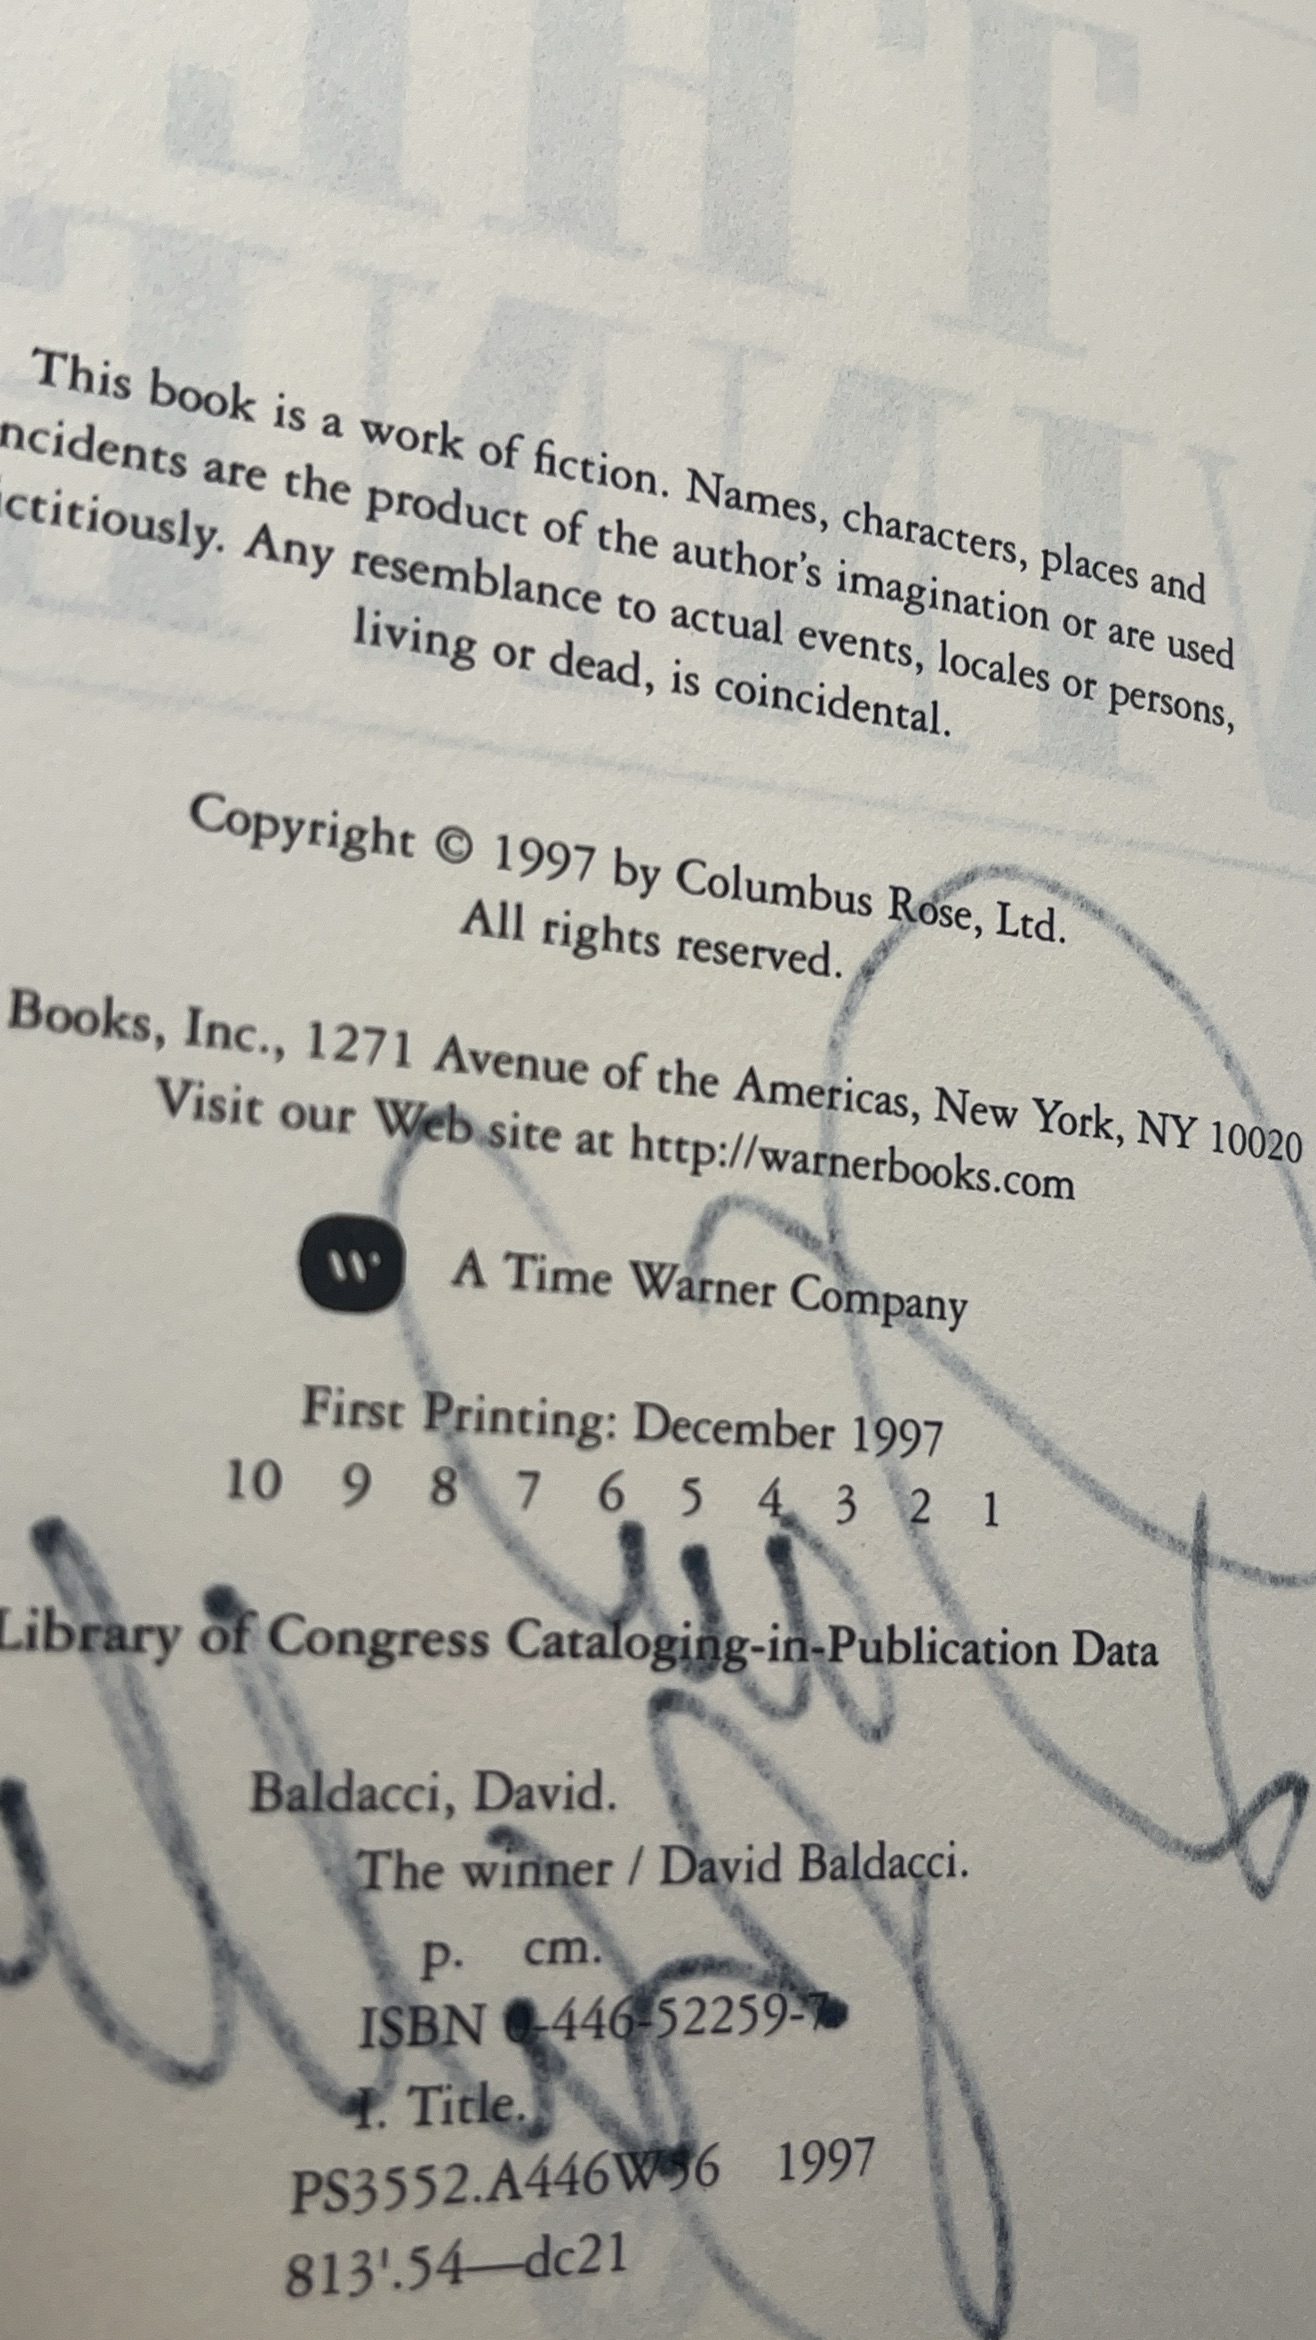 This book is a work of fiction. Names, characters, places and
ncidents are the product of the author's imagination or are used
ictitiously. Any resemblance to actual events, locales or persons,
living or dead, is coincidental.
Copyright © 1997 by Columbus Rose, Ltd.
All rights reserved.
Books, Inc., 1271 Avenue of the Americas, New York, NY 10020
Visit our Web site at http://warnerbooks.com
A Time Warner Company
First Printing: December 1997
10 9 8 7 6 5 4 3 2 1
Library of Congress Cataloging-in-Publication Data
Baldacci, David.
The winner / David Baldacci.
p. cm.
ISBN 0-446-52259-7
I. Title.
PS3552.A446W56 1997
813'.54—dc21